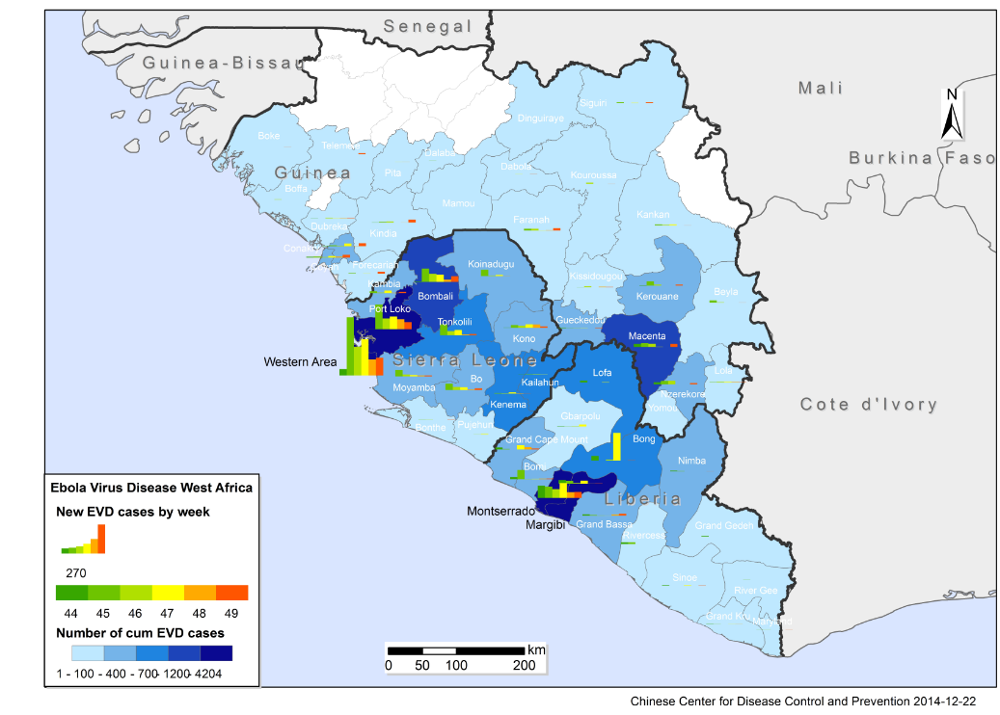 Senegal
Guinea-Bissau
Mali
N
Burkina Faso
Siguiri
Dinguiraye
Boke
Telemele
Dalaba
Guinea
Pita
Dabola
Kouroussa
Boffa
Mamou
Kankan
Dubreka
Kindia
Faranah
Conakry
Forecariah
Koinadugu
Kissidougou
Kambia
Kerouane
Beyla
Bombali
Port Loko
Tonkolili
Gueckedou
Kono
Macenta
Western Area
Sierra Leone
Lofa
Lola
Bo
Kailahun
Moyamba
Nzerekore
Kenema
Yomou
Cote d'Ivory
Gbarpolu
Bonthe
Pujehun
Grand Cape Mount
Bong
Nimba
Bomi
Liberia
Montserrado
Margibi
Grand Bassa
Grand Gedeh
Rivercess
Sinoe
River Gee
Grand Kru
Maryland
Ebola Virus Disease West Africa
New EVD cases by week
270
44 45 46 47 48 49
Number of cum EVD cases
1 - 100 - 400 - 700 - 1200 - 4204
km
0 50 100 200
Chinese Center for Disease Control and Prevention 2014-12-22